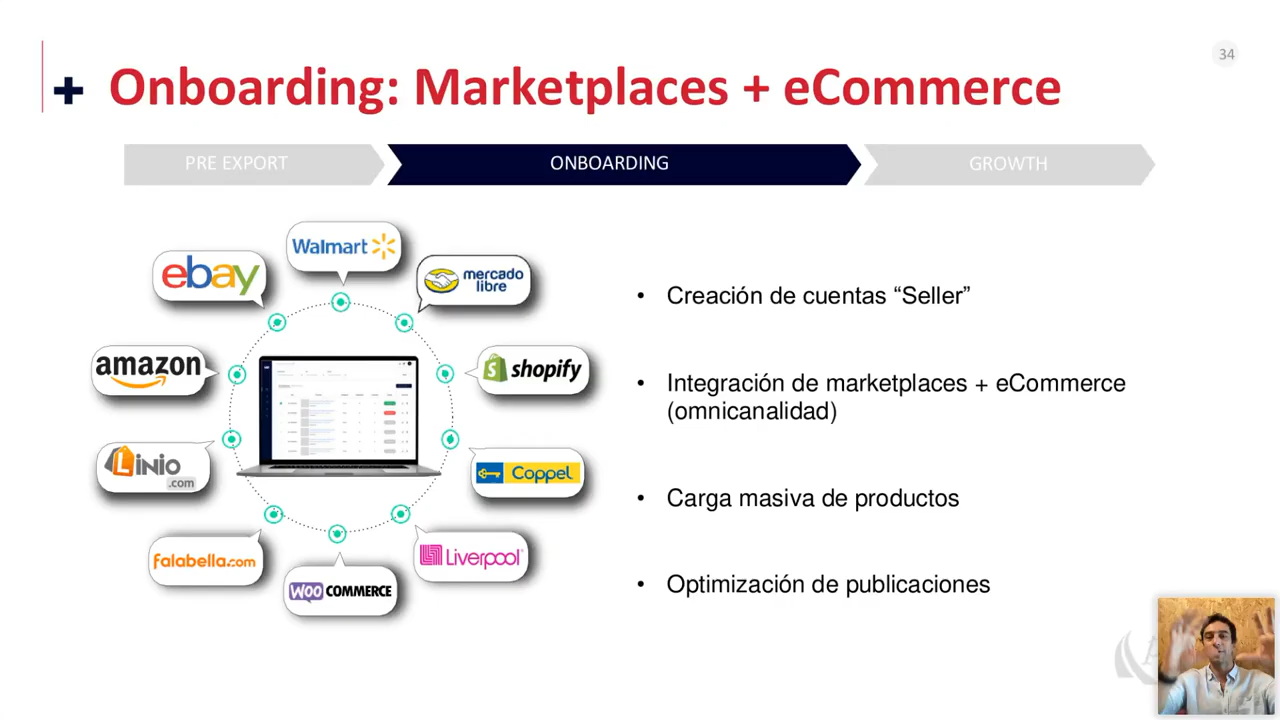 34
+ Onboarding: Marketplaces + eCommerce
PRE EXPORT
ONBOARDING
GROWTH
Walmart
ebay
mercado
libre
amazon
shopify
Linio
.com
Coppel
falabella.com
Liverpool
WOO COMMERCE
• Creación de cuentas “Seller”
• Integración de marketplaces + eCommerce
(omnicanalidad)
• Carga masiva de productos
• Optimización de publicaciones